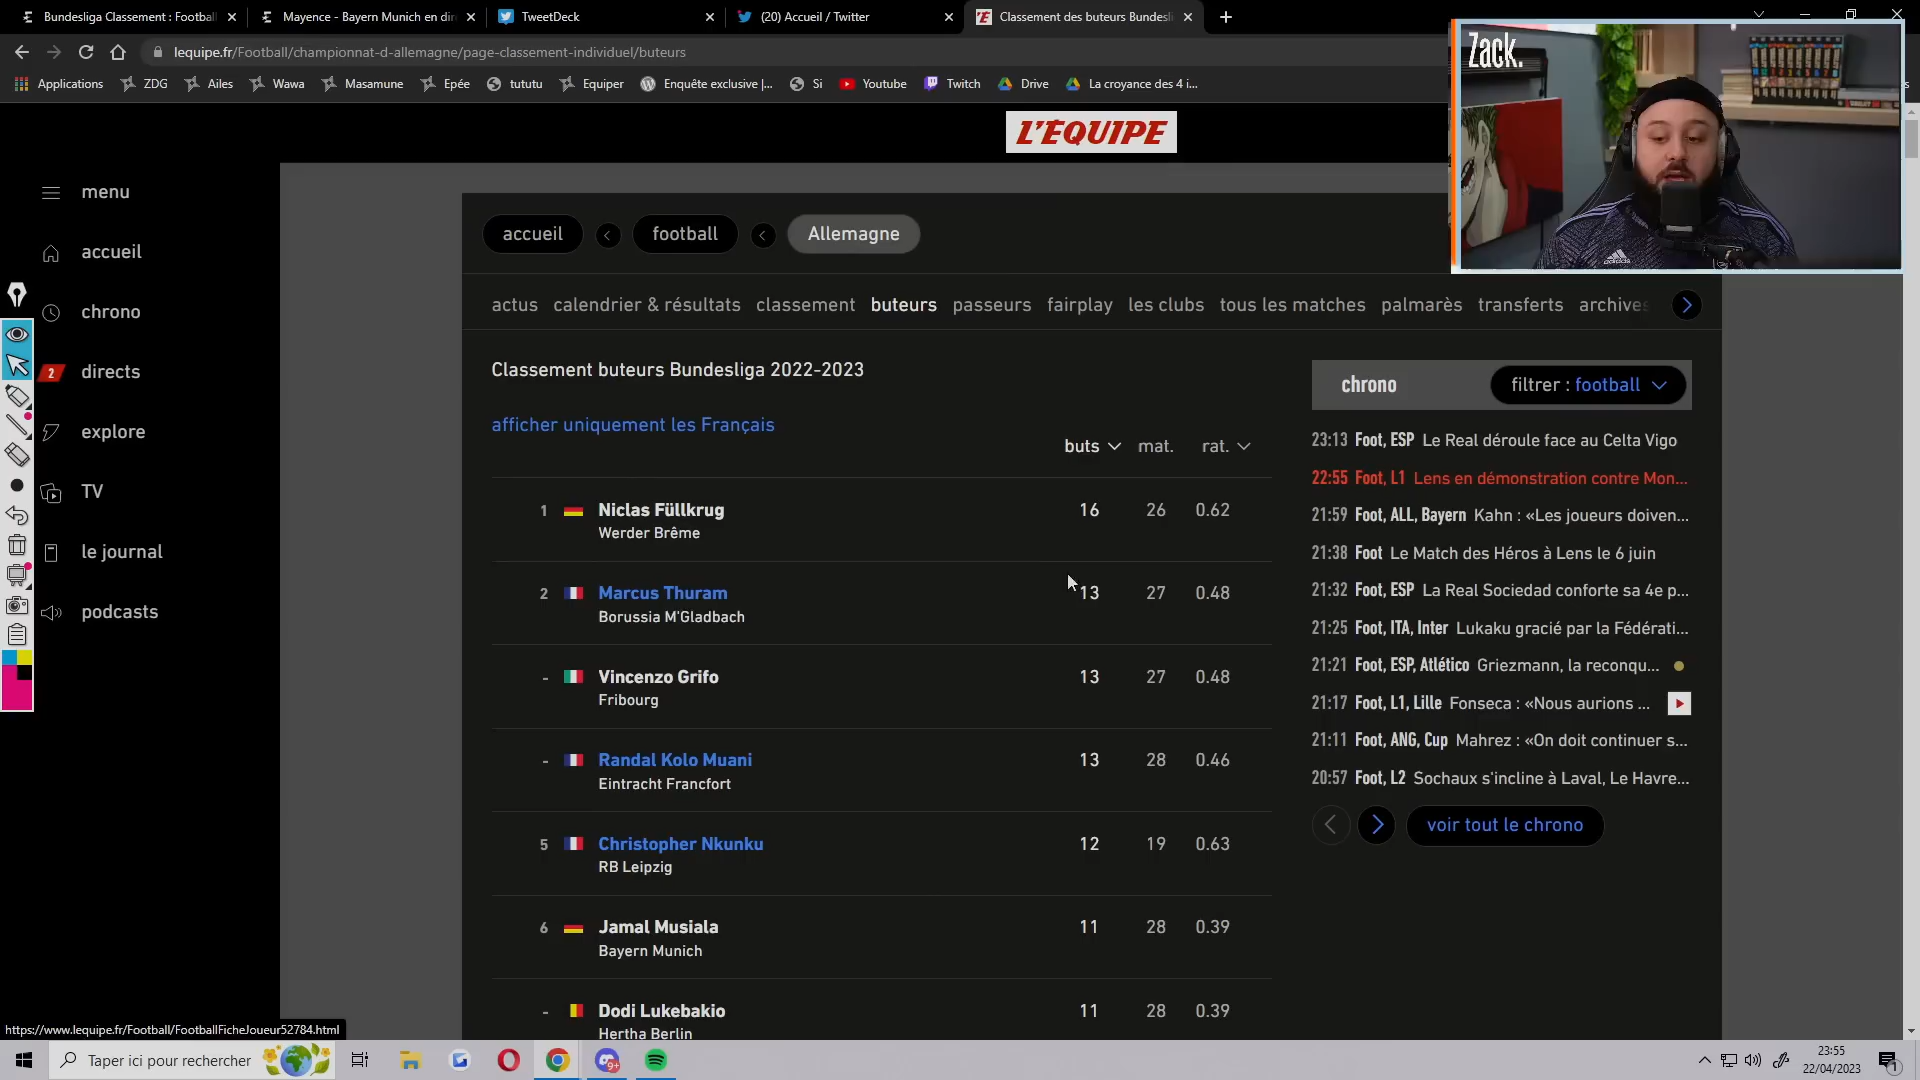 Bundesliga Classement : Football
Mayence - Bayern Munich en dir
TweetDeck
(20) Accueil / Twitter
Classement des buteurs Bundesli
lequipe.fr/Football/championnat-d-allemagne/page-classement-individuel/buteurs
Applications
ZDG
Ailes
Wawa
Masamune
Epée
tututu
Equiper
Enquête exclusive |...
Si
Youtube
Twitch
Drive
La croyance des 4 i...
Zack.
adidas
L'ÉQUIPE
menu
accueil
chrono
2 directs
explore
TV
le journal
podcasts
accueil
football
Allemagne
actus calendrier & résultats classement buteurs passeurs fairplay les clubs tous les matches palmarès transferts archives
Classement buteurs Bundesliga 2022-2023
afficher uniquement les Français
buts mat. rat.
1 Niclas Füllkrug 16 26 0.62
Werder Brême
2 Marcus Thuram 13 27 0.48
Borussia M'Gladbach
- Vincenzo Grifo 13 27 0.48
Fribourg
- Randal Kolo Muani 13 28 0.46
Eintracht Francfort
5 Christopher Nkunku 12 19 0.63
RB Leipzig
6 Jamal Musiala 11 28 0.39
Bayern Munich
- Dodi Lukebakio 11 28 0.39
Hertha Berlin
chrono
filtrer : football
23:13 Foot, ESP Le Real déroule face au Celta Vigo
22:55 Foot, L1 Lens en démonstration contre Mon...
21:59 Foot, ALL, Bayern Kahn : «Les joueurs doiven...
21:38 Foot Le Match des Héros à Lens le 6 juin
21:32 Foot, ESP La Real Sociedad conforte sa 4e p...
21:25 Foot, ITA, Inter Lukaku gracié par la Fédérati...
21:21 Foot, ESP, Atlético Griezmann, la reconqu...
21:17 Foot, L1, Lille Fonseca : «Nous aurions ...
21:11 Foot, ANG, Cup Mahrez : «On doit continuer s...
20:57 Foot, L2 Sochaux s'incline à Laval, Le Havre...
voir tout le chrono
https://www.lequipe.fr/Football/FootballFicheJoueur52784.html
Taper ici pour rechercher
9+
23:55
22/04/2023
1